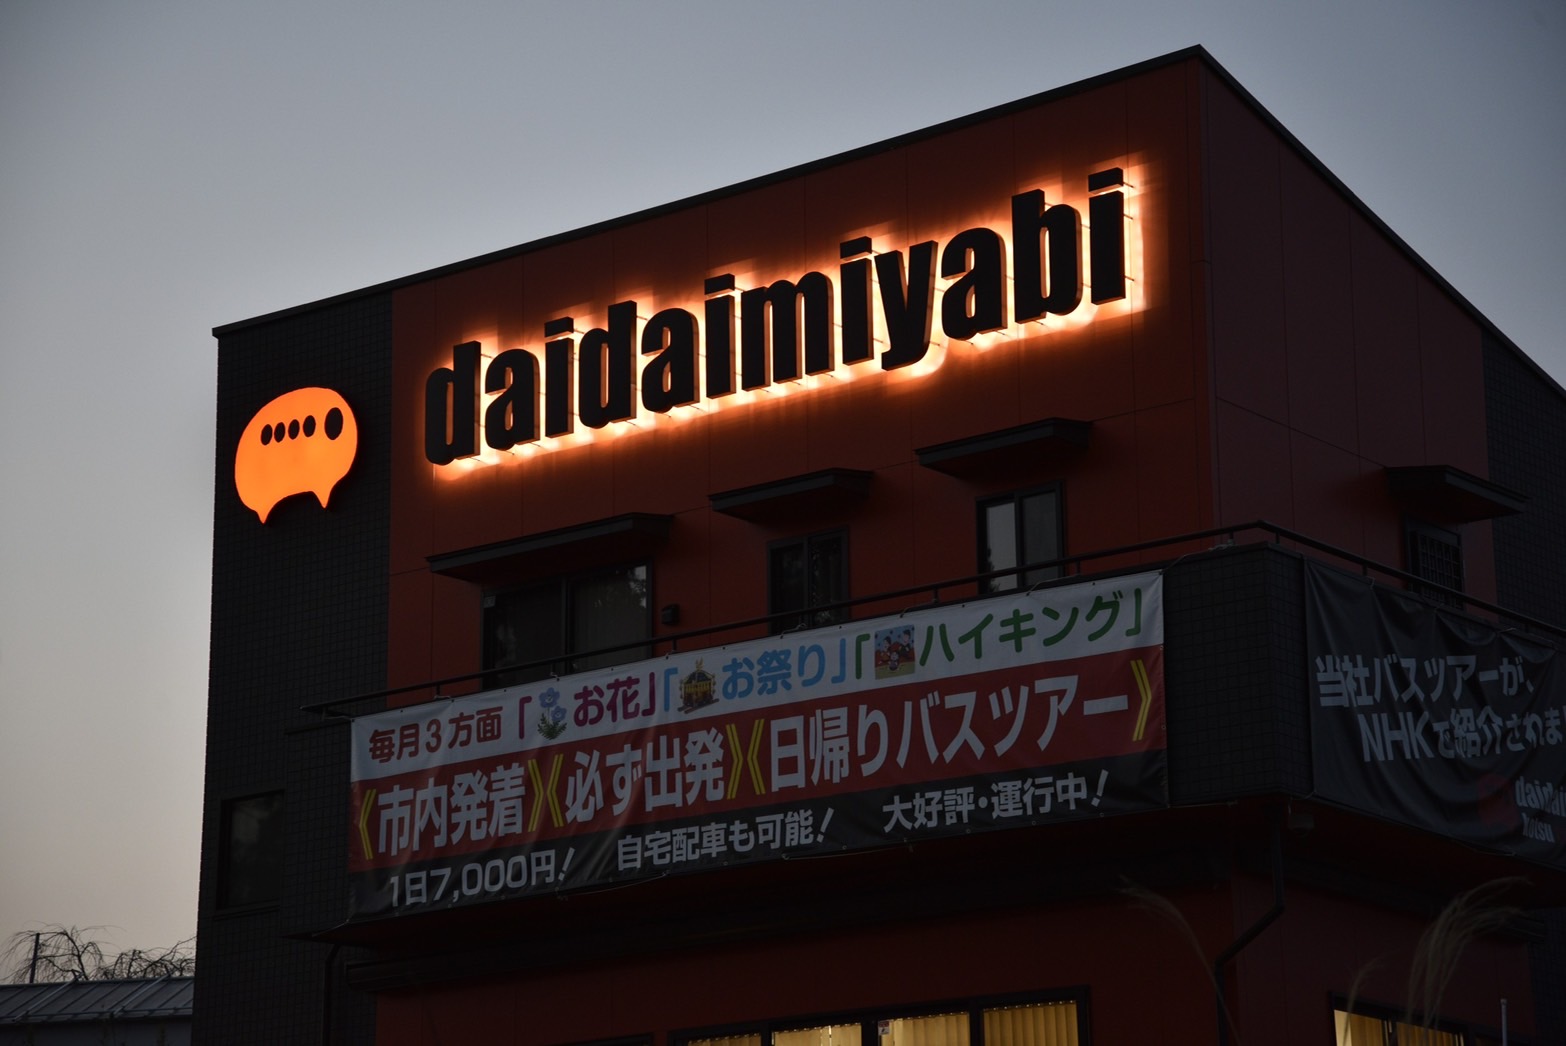 daidaimiyabi
毎月3方面「お花」「お祭り」「ハイキング」
《市内発着》《必ず出発》《日帰りバスツアー》
1日7,000円! 自宅配車も可能! 大好評・運行中!
当社バスツアーが、
NHKで紹介されま